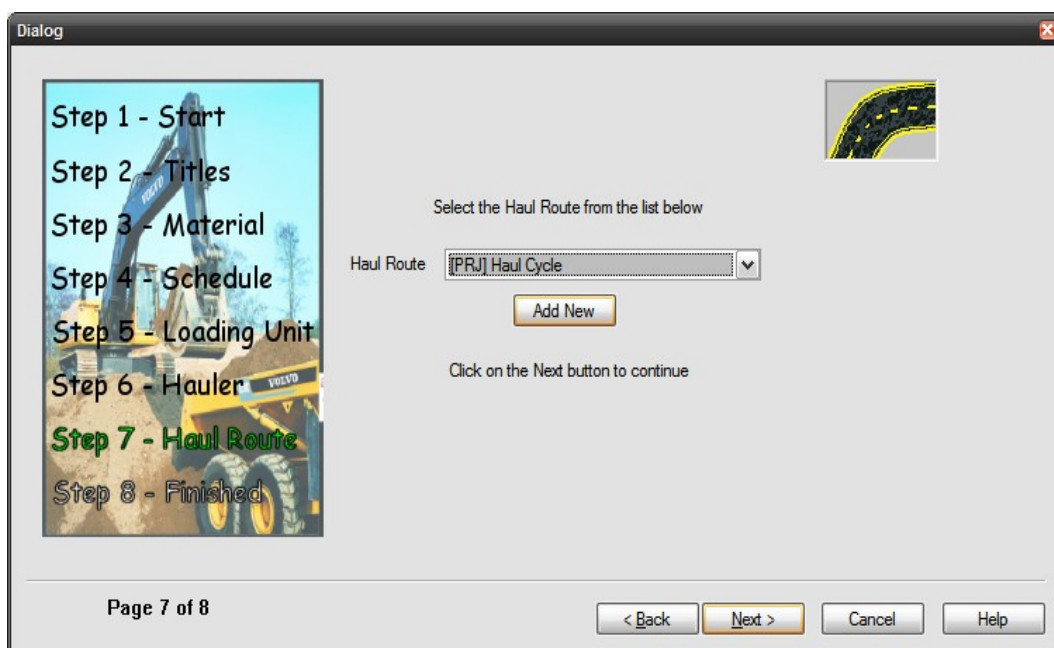 Dialog
Step 1 - Start
Step 2 - Titles
Step 3 - Material
Step 4 - Schedule
Step 5 - Loading Unit
Step 6 - Hauler
Step 7 - Haul Route
Step 8 - Finished
VOLVO
VOLVO
Select the Haul Route from the list below
Haul Route
[PRJ] Haul Cycle
Add New
Click on the Next button to continue
Page 7 of 8
< Back
Next >
Cancel
Help